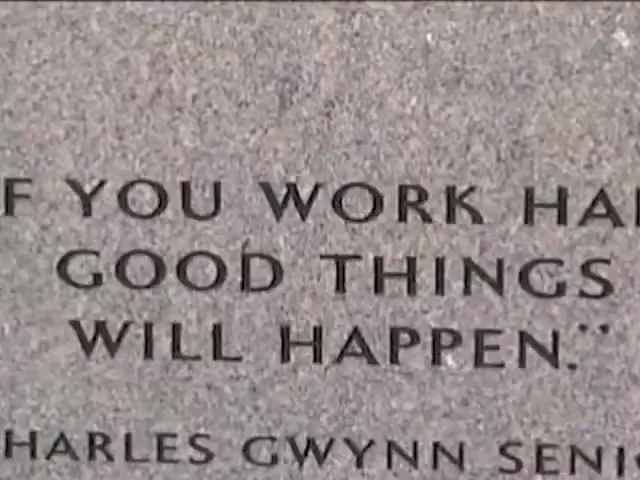 F YOU WORK HA
GOOD THINGS
WILL HAPPEN."
HARLES GWYNN SENI